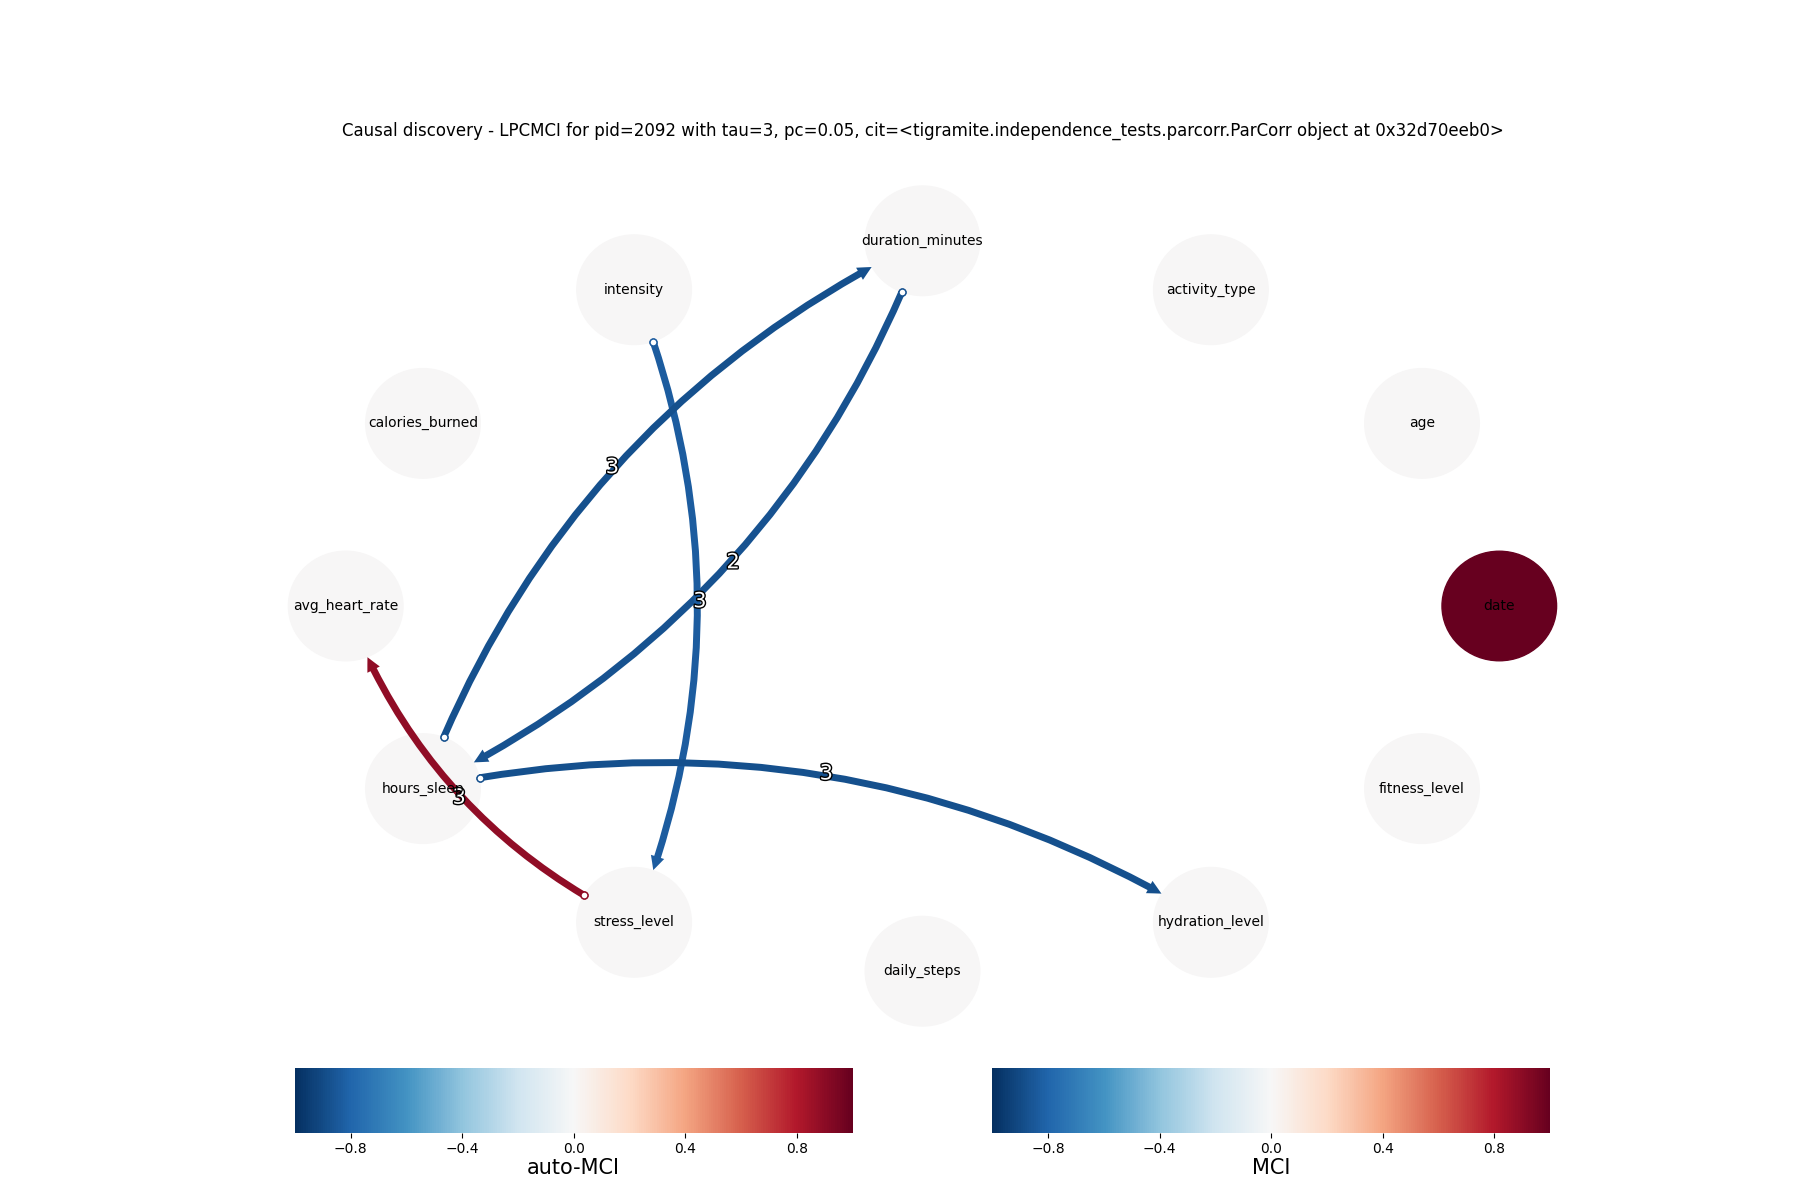 Causal discovery - LPCMCI for pid=2092 with tau=3, pc=0.05, cit=<tigramite.independence_tests.parcorr.ParCorr object at 0x32d70eeb0>
duration_minutes
intensity
activity_type
calories_burned
age
3
2
3
avg_heart_rate
date
3
hours_sleep
3
fitness_level
stress_level
hydration_level
daily_steps
−0.8 −0.4 0.0 0.4 0.8
auto-MCI
−0.8 −0.4 0.0 0.4 0.8
MCI